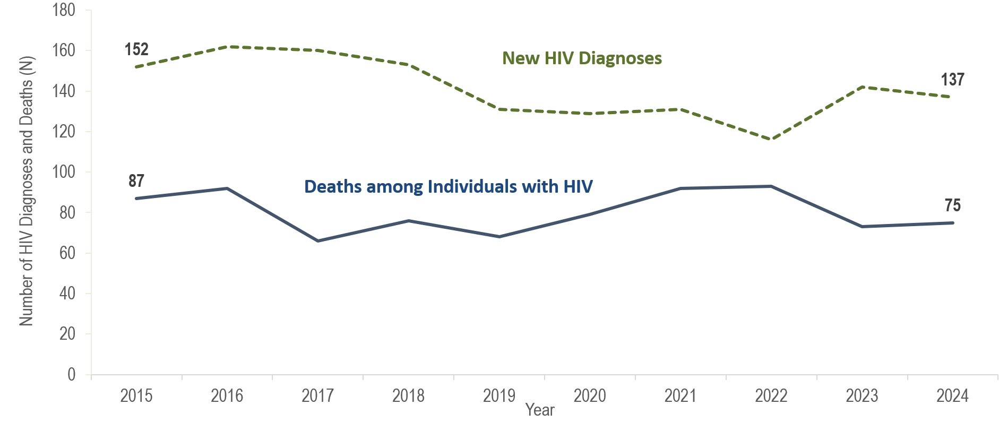 Number of HIV Diagnoses and Deaths (N)
180
160
140
120
100
80
60
40
20
0
152
New HIV Diagnoses
137
87
Deaths among Individuals with HIV
75
2015 2016 2017 2018 2019 2020 2021 2022 2023 2024
Year